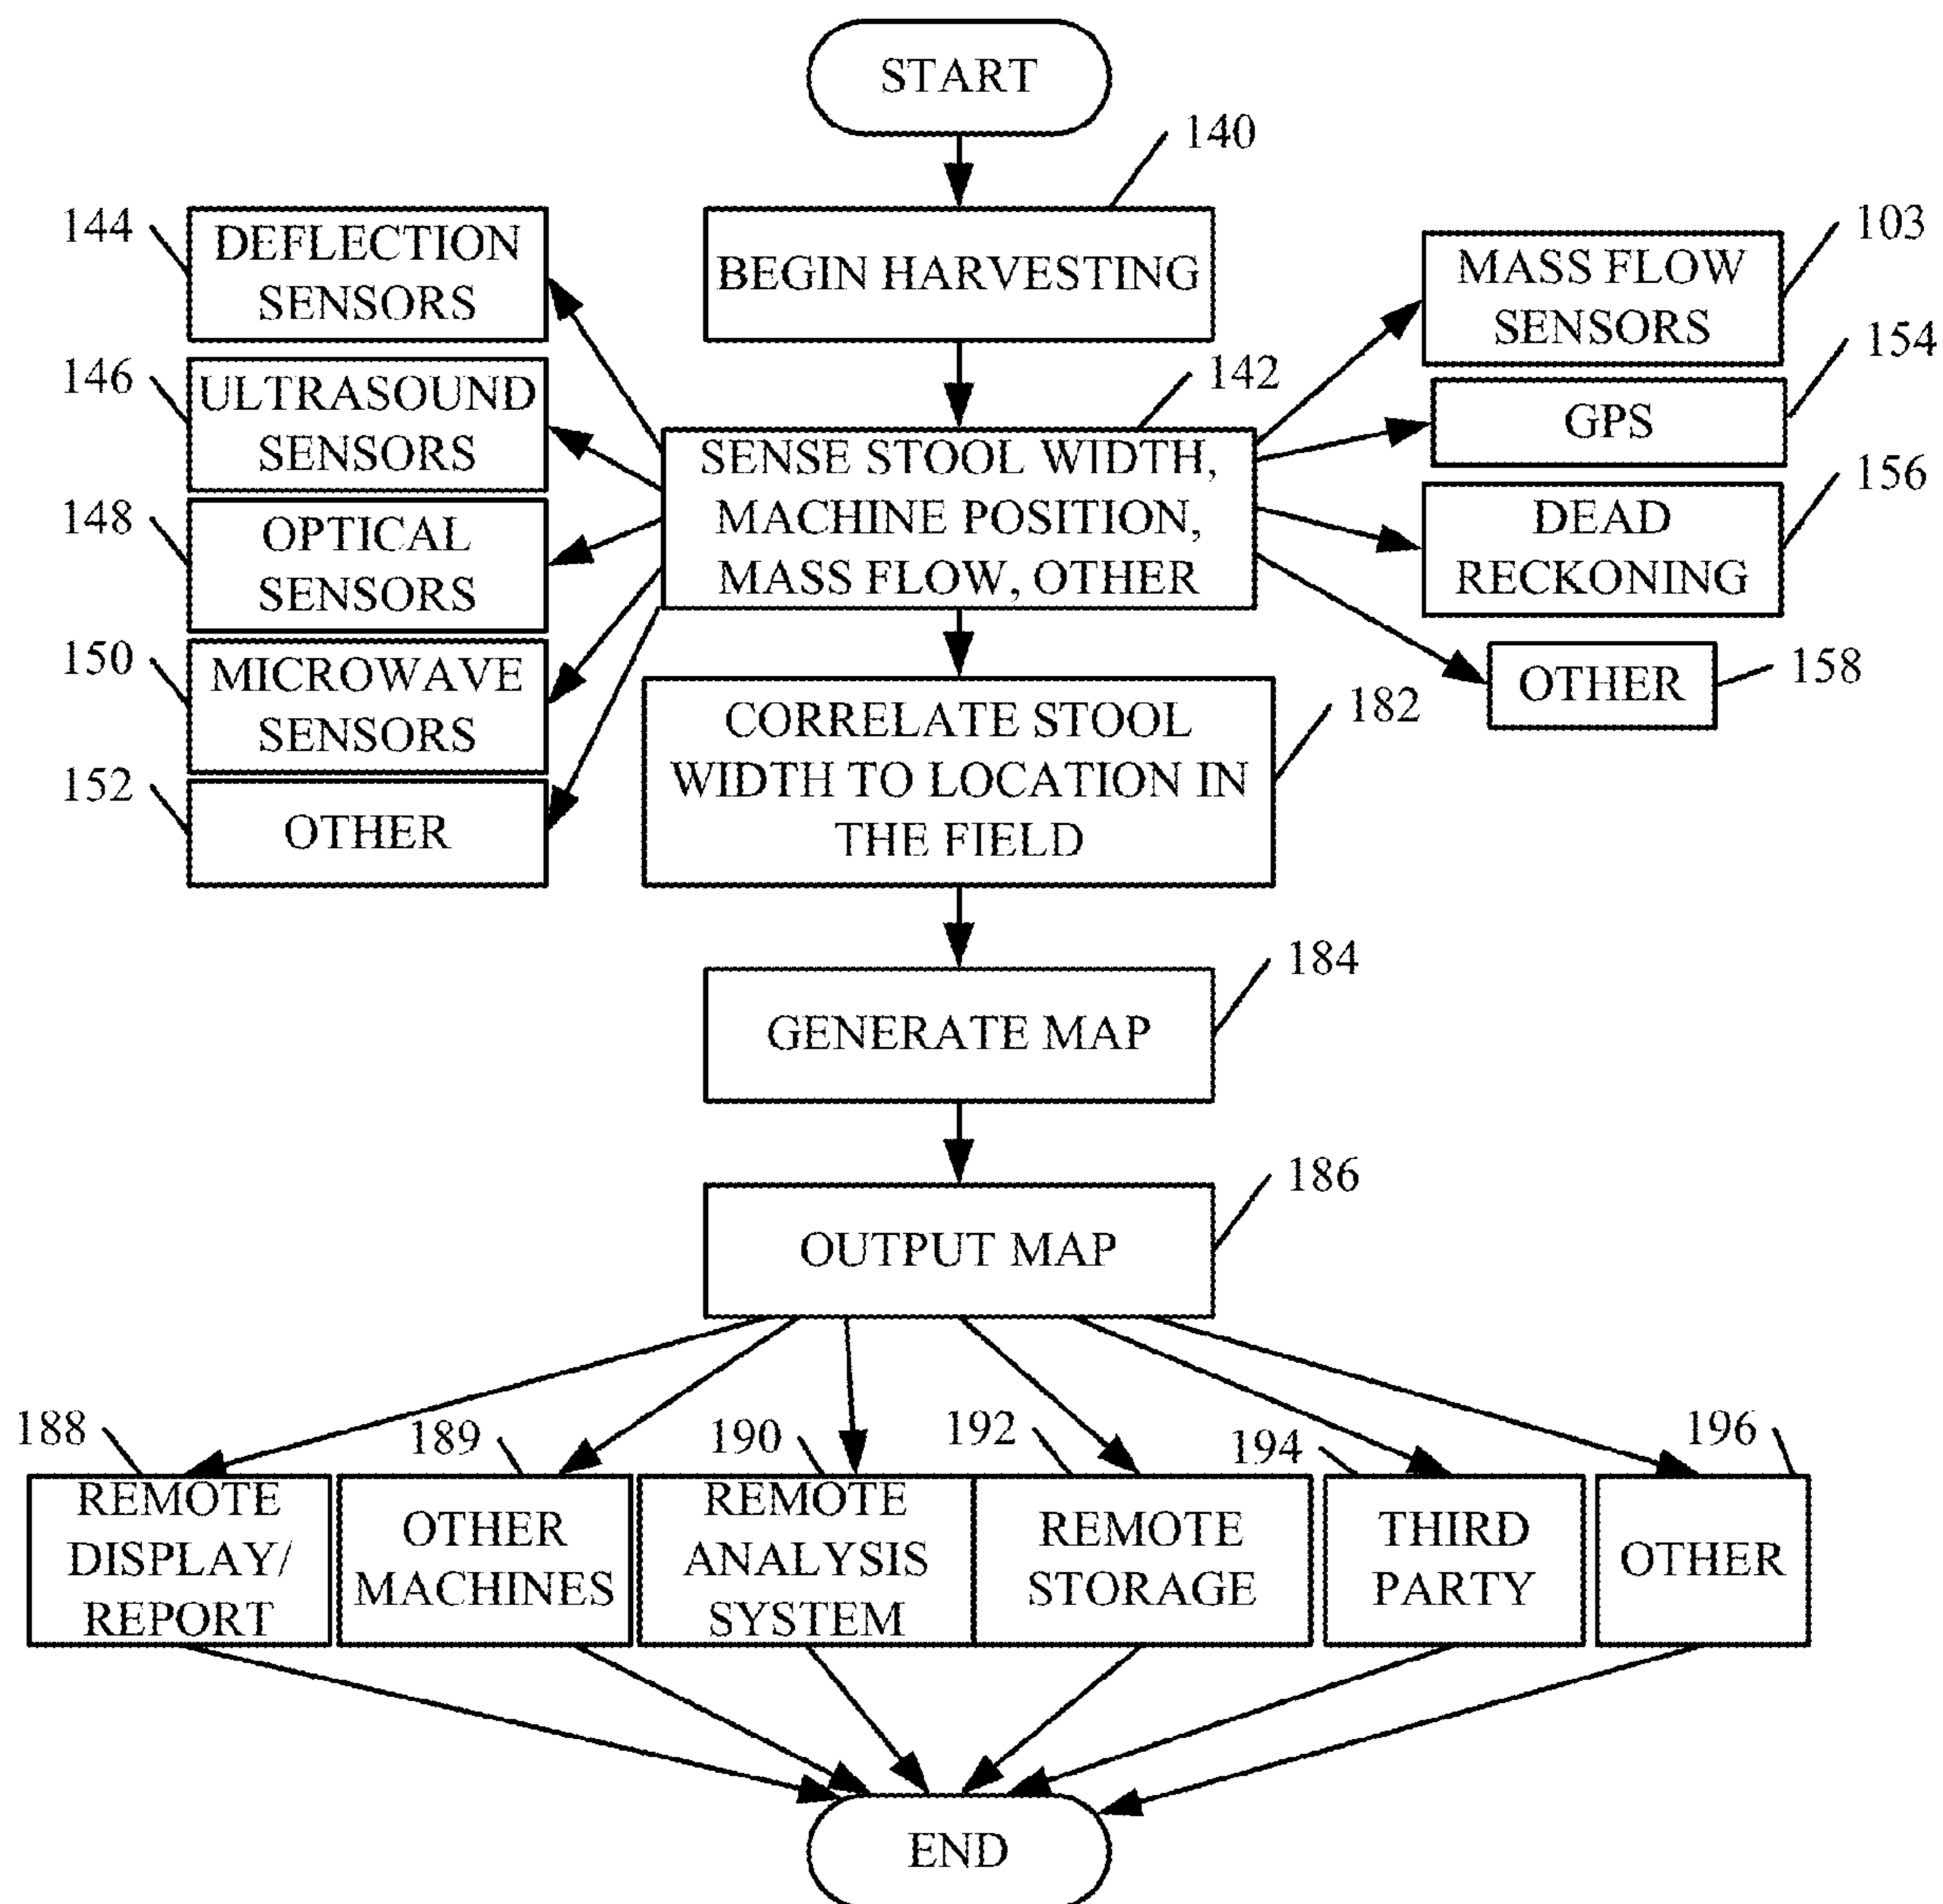 START
140
BEGIN HARVESTING
144
DEFLECTION
SENSORS
146
ULTRASOUND
SENSORS
148
OPTICAL
SENSORS
150
MICROWAVE
SENSORS
152
OTHER
142
SENSE STOOL WIDTH,
MACHINE POSITION,
MASS FLOW, OTHER
103
MASS FLOW
SENSORS
154
GPS
156
DEAD
RECKONING
158
OTHER
182
CORRELATE STOOL
WIDTH TO LOCATION IN
THE FIELD
184
GENERATE MAP
186
OUTPUT MAP
188
REMOTE
DISPLAY/
REPORT
189
OTHER
MACHINES
190
REMOTE
ANALYSIS
SYSTEM
192
REMOTE
STORAGE
194
THIRD
PARTY
196
OTHER
END